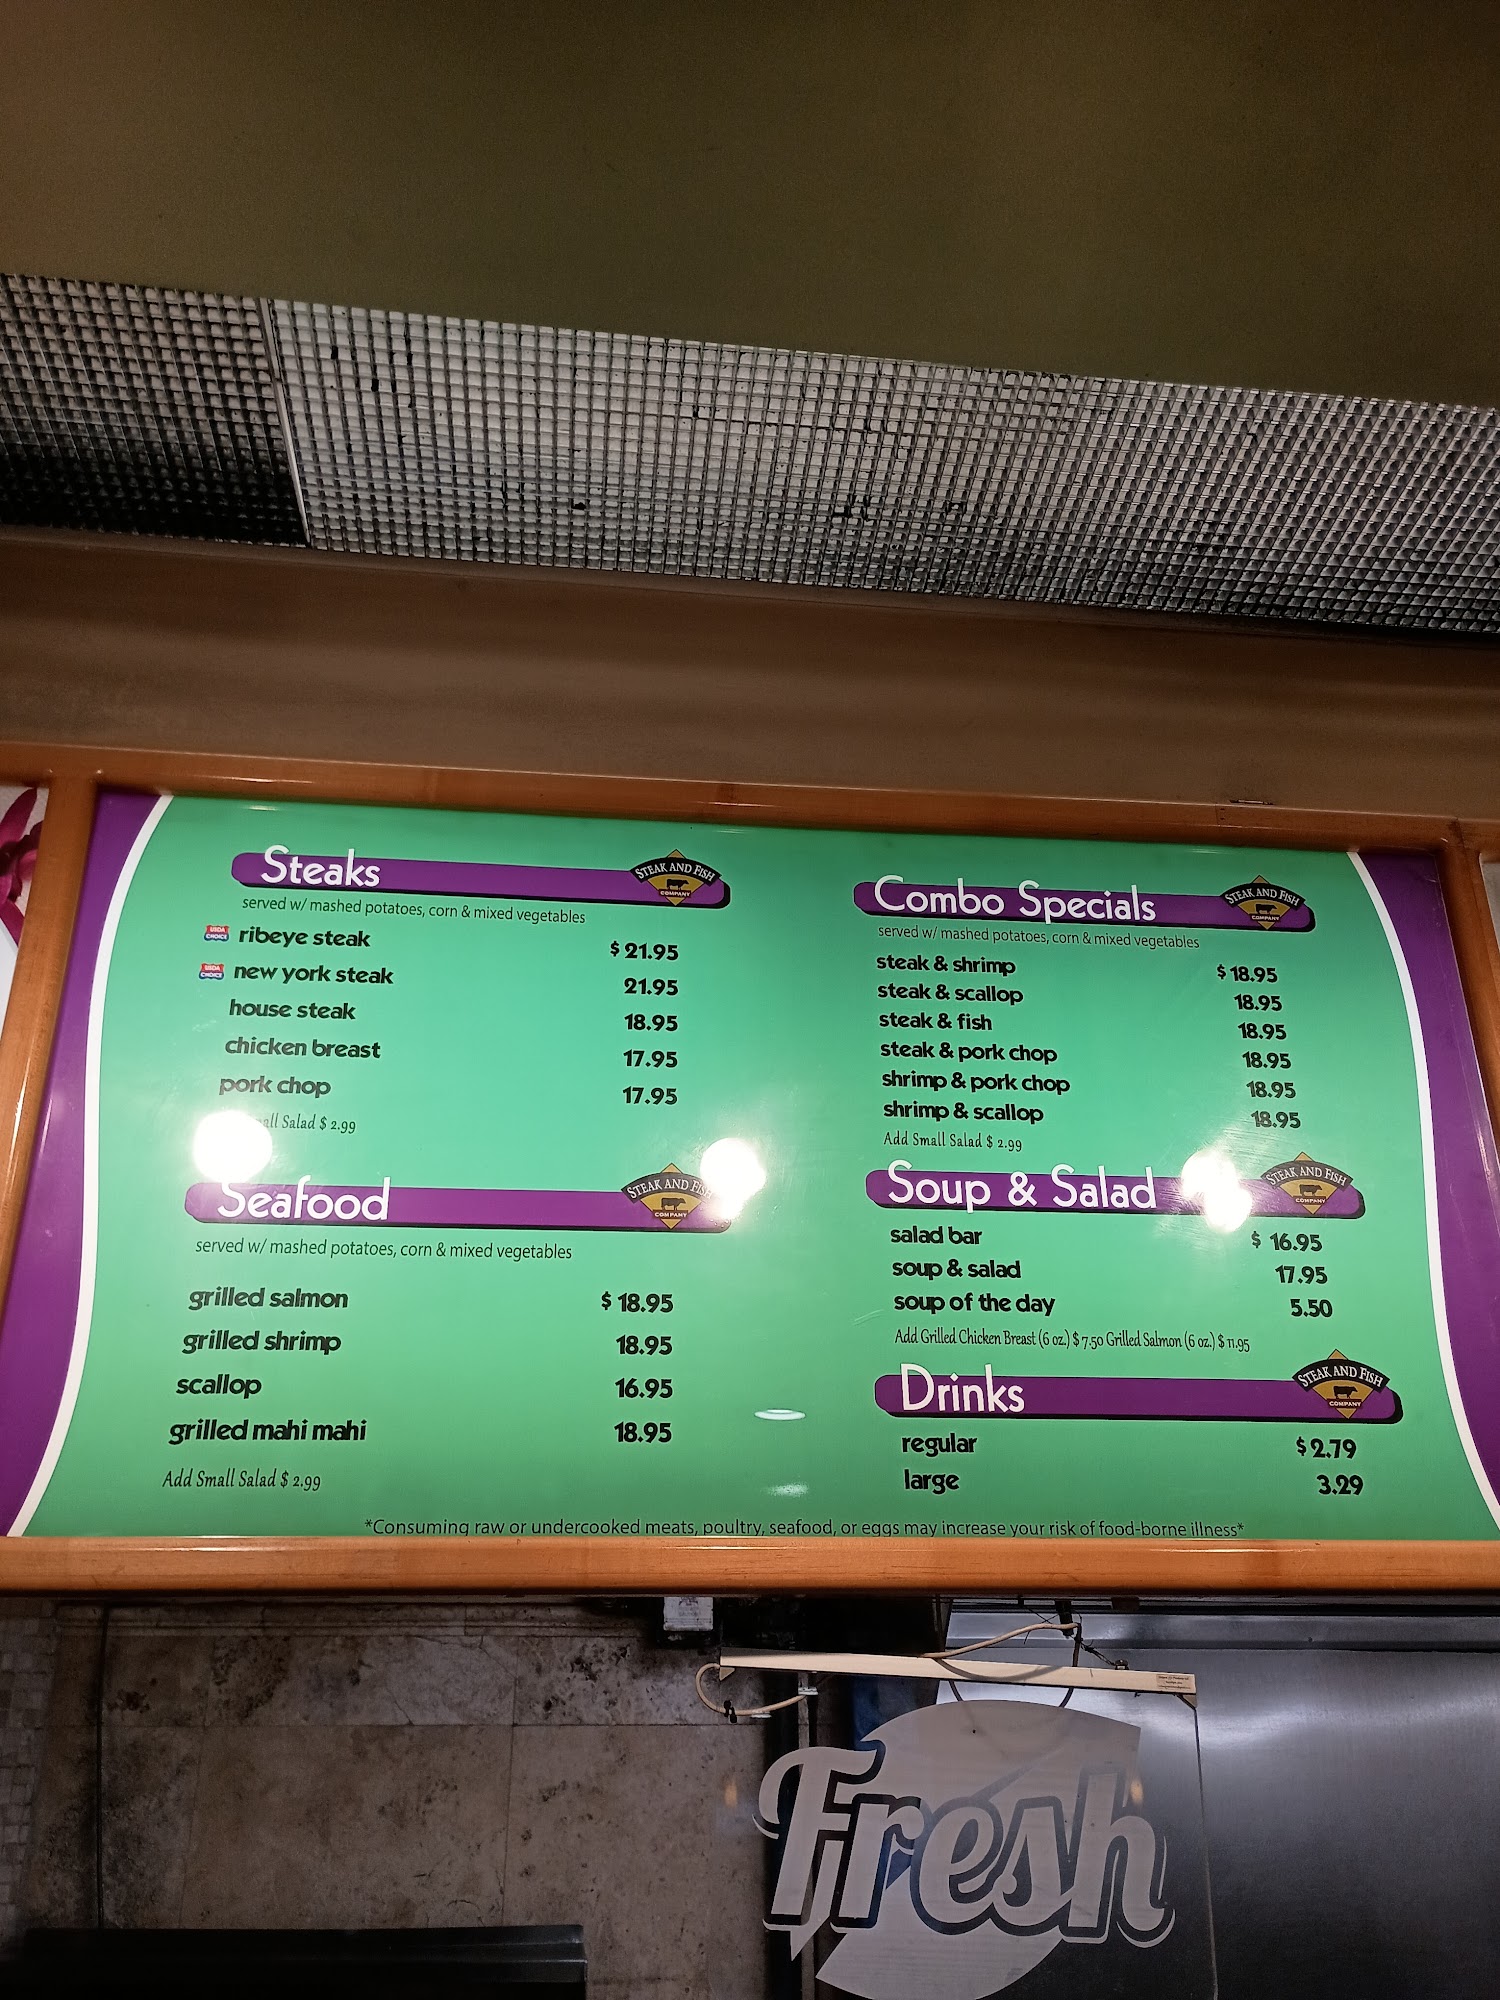 Steaks
STEAK AND FISH
COMPANY
served w/ mashed potatoes, corn & mixed vegetables
USDA CHOICE ribeye steak $ 21.95
USDA CHOICE new york steak 21.95
house steak 18.95
chicken breast 17.95
pork chop 17.95
Salad $ 2.99
Seafood
STEAK AND FISH
COMPANY
served w/ mashed potatoes, corn & mixed vegetables
grilled salmon $ 18.95
grilled shrimp 18.95
scallop 16.95
grilled mahi mahi 18.95
Add Small Salad $ 2.99
Combo Specials
STEAK AND FISH
COMPANY
served w/ mashed potatoes, corn & mixed vegetables
steak & shrimp $ 18.95
steak & scallop 18.95
steak & fish 18.95
steak & pork chop 18.95
shrimp & pork chop 18.95
shrimp & scallop 18.95
Add Small Salad $ 2.99
Soup & Salad
STEAK AND FISH
COMPANY
salad bar $ 16.95
soup & salad 17.95
soup of the day 5.50
Add Grilled Chicken Breast (6 oz.) $ 7.50 Grilled Salmon (6 oz.) $ 11.95
Drinks
STEAK AND FISH
COMPANY
regular $ 2.79
large 3.29
*Consuming raw or undercooked meats, poultry, seafood, or eggs may increase your risk of food-borne illness*
Fresh